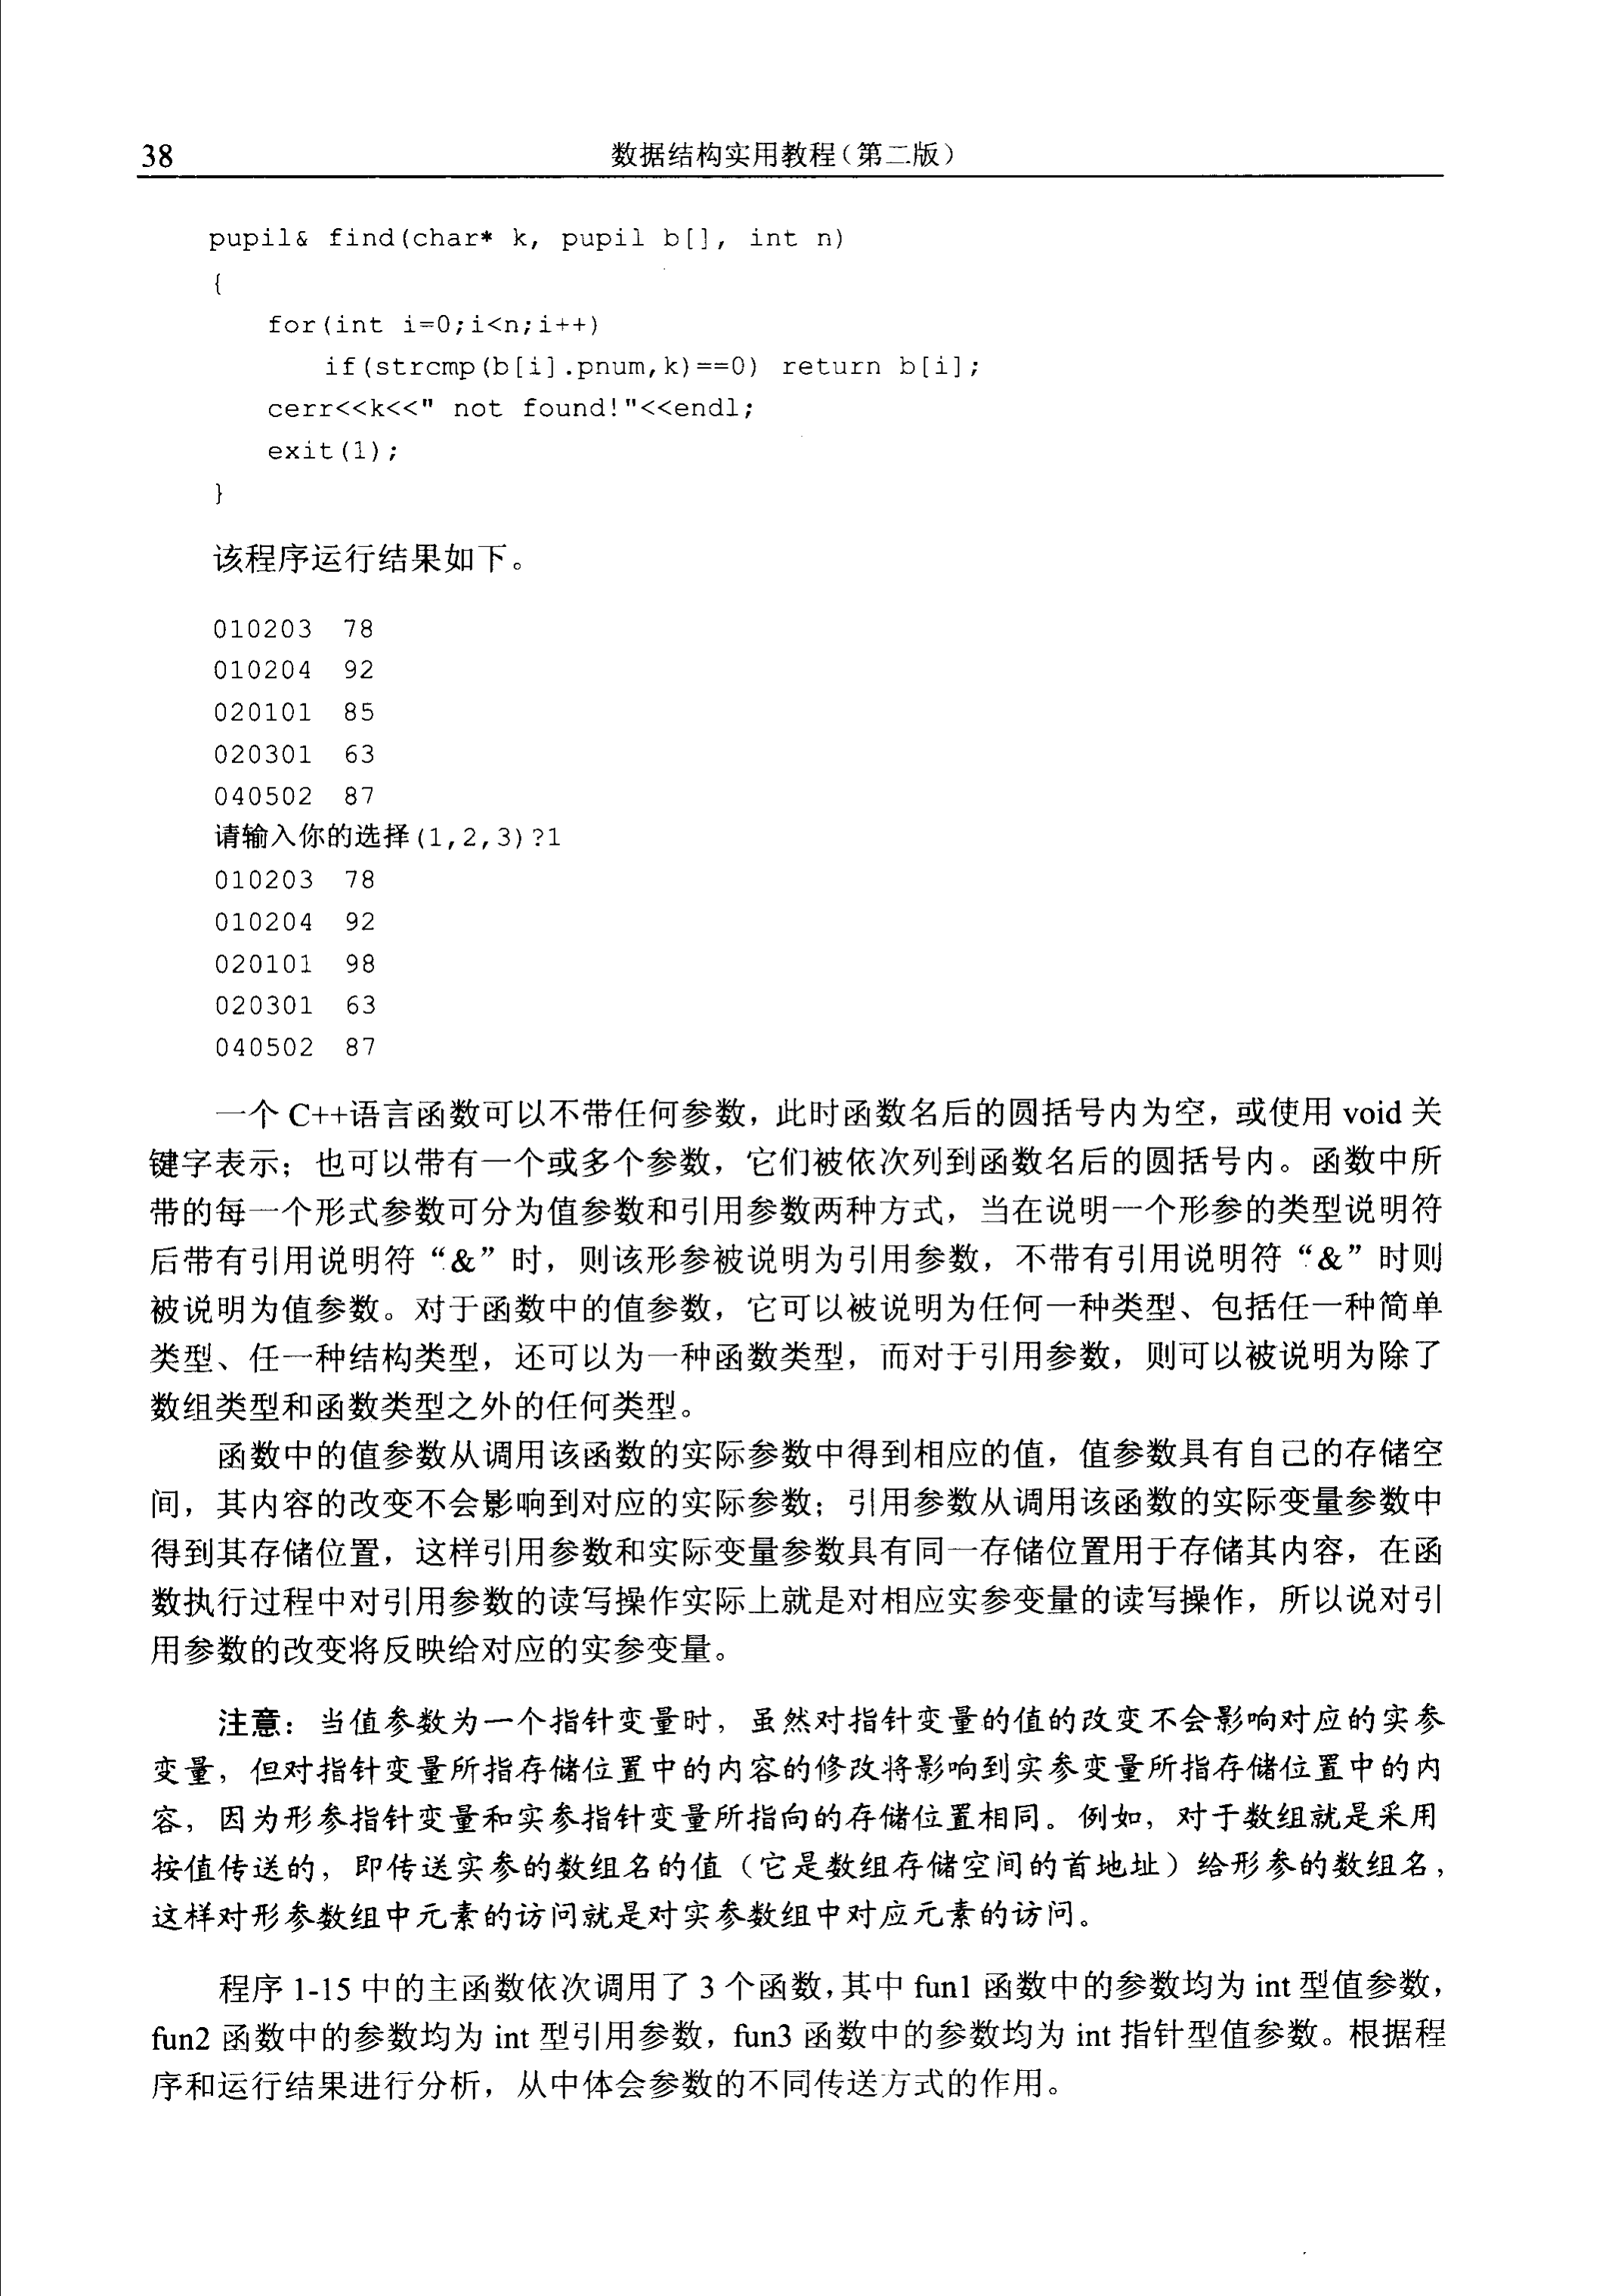 38 数据结构实用教程(第二版)
pupil& find(char* k, pupil b[], int n)
{
for(int i=0;i<n;i++)
if(strcmp(b[i].pnum,k)==0) return b[i];
cerr<<k<<" not found!"<<endl;
exit(1);
}
该程序运行结果如下。
010203 78
010204 92
020101 85
020301 63
040502 87
请输入你的选择(1,2,3)?1
010203 78
010204 92
020101 98
020301 63
040502 87
一个 C++语言函数可以不带任何参数，此时函数名后的圆括号内为空，或使用 void 关
键字表示；也可以带有一个或多个参数，它们被依次列到函数名后的圆括号内。函数中所
带的每一个形式参数可分为值参数和引用参数两种方式，当在说明一个形参的类型说明符
后带有引用说明符“&”时，则该形参被说明为引用参数，不带有引用说明符“&”时则
被说明为值参数。对于函数中的值参数，它可以被说明为任何一种类型、包括任一种简单
类型、任一种结构类型，还可以为一种函数类型，而对于引用参数，则可以被说明为除了
数组类型和函数类型之外的任何类型。
函数中的值参数从调用该函数的实际参数中得到相应的值，值参数具有自己的存储空
间，其内容的改变不会影响到对应的实际参数；引用参数从调用该函数的实际变量参数中
得到其存储位置，这样引用参数和实际变量参数具有同一存储位置用于存储其内容，在函
数执行过程中对引用参数的读写操作实际上就是对相应实参变量的读写操作，所以说对引
用参数的改变将反映给对应的实参变量。
注意：当值参数为一个指针变量时，虽然对指针变量的值的改变不会影响对应的实参
变量，但对指针变量所指存储位置中的内容的修改将影响到实参变量所指存储位置中的内
容，因为形参指针变量和实参指针变量所指向的存储位置相同。例如，对于数组就是采用
按值传送的，即传送实参的数组名的值（它是数组存储空间的首地址）给形参的数组名，
这样对形参数组中元素的访问就是对实参数组中对应元素的访问。
程序 1-15 中的主函数依次调用了 3 个函数，其中 fun1 函数中的参数均为 int 型值参数，
fun2 函数中的参数均为 int 型引用参数，fun3 函数中的参数均为 int 指针型值参数。根据程
序和运行结果进行分析，从中体会参数的不同传送方式的作用。